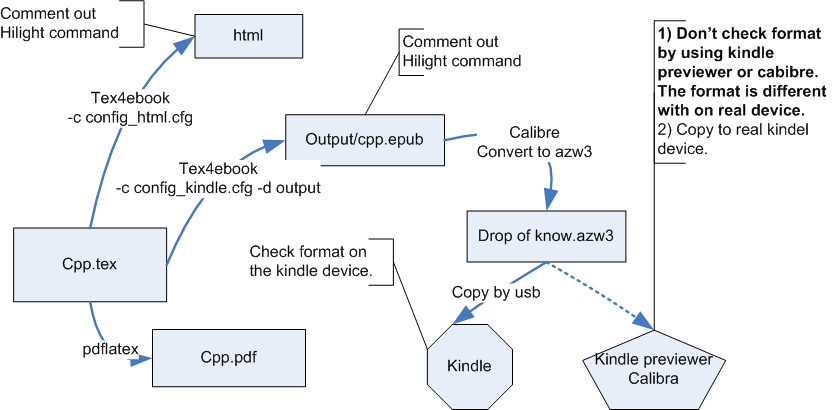 Comment out
Hilight command
html
Comment out
Hilight command
1) Don't check format
by using kindle
previewer or cabibre.
The format is different
with on real device.
2) Copy to real kindel
device.
Tex4ebook
-c config_html.cfg
Output/cpp.epub
Calibre
Convert to azw3
Tex4ebook
-c config_kindle.cfg -d output
Cpp.tex
Check format on
the kindle device.
Drop of know.azw3
Copy by usb
pdflatex
Cpp.pdf
Kindle
Kindle previewer
Calibra